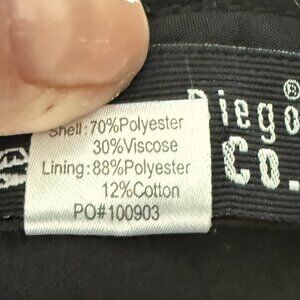 Diego®
Co.
Shell:70%Polyester
30%Viscose
Lining:88%Polyester
12%Cotton
PO#100903